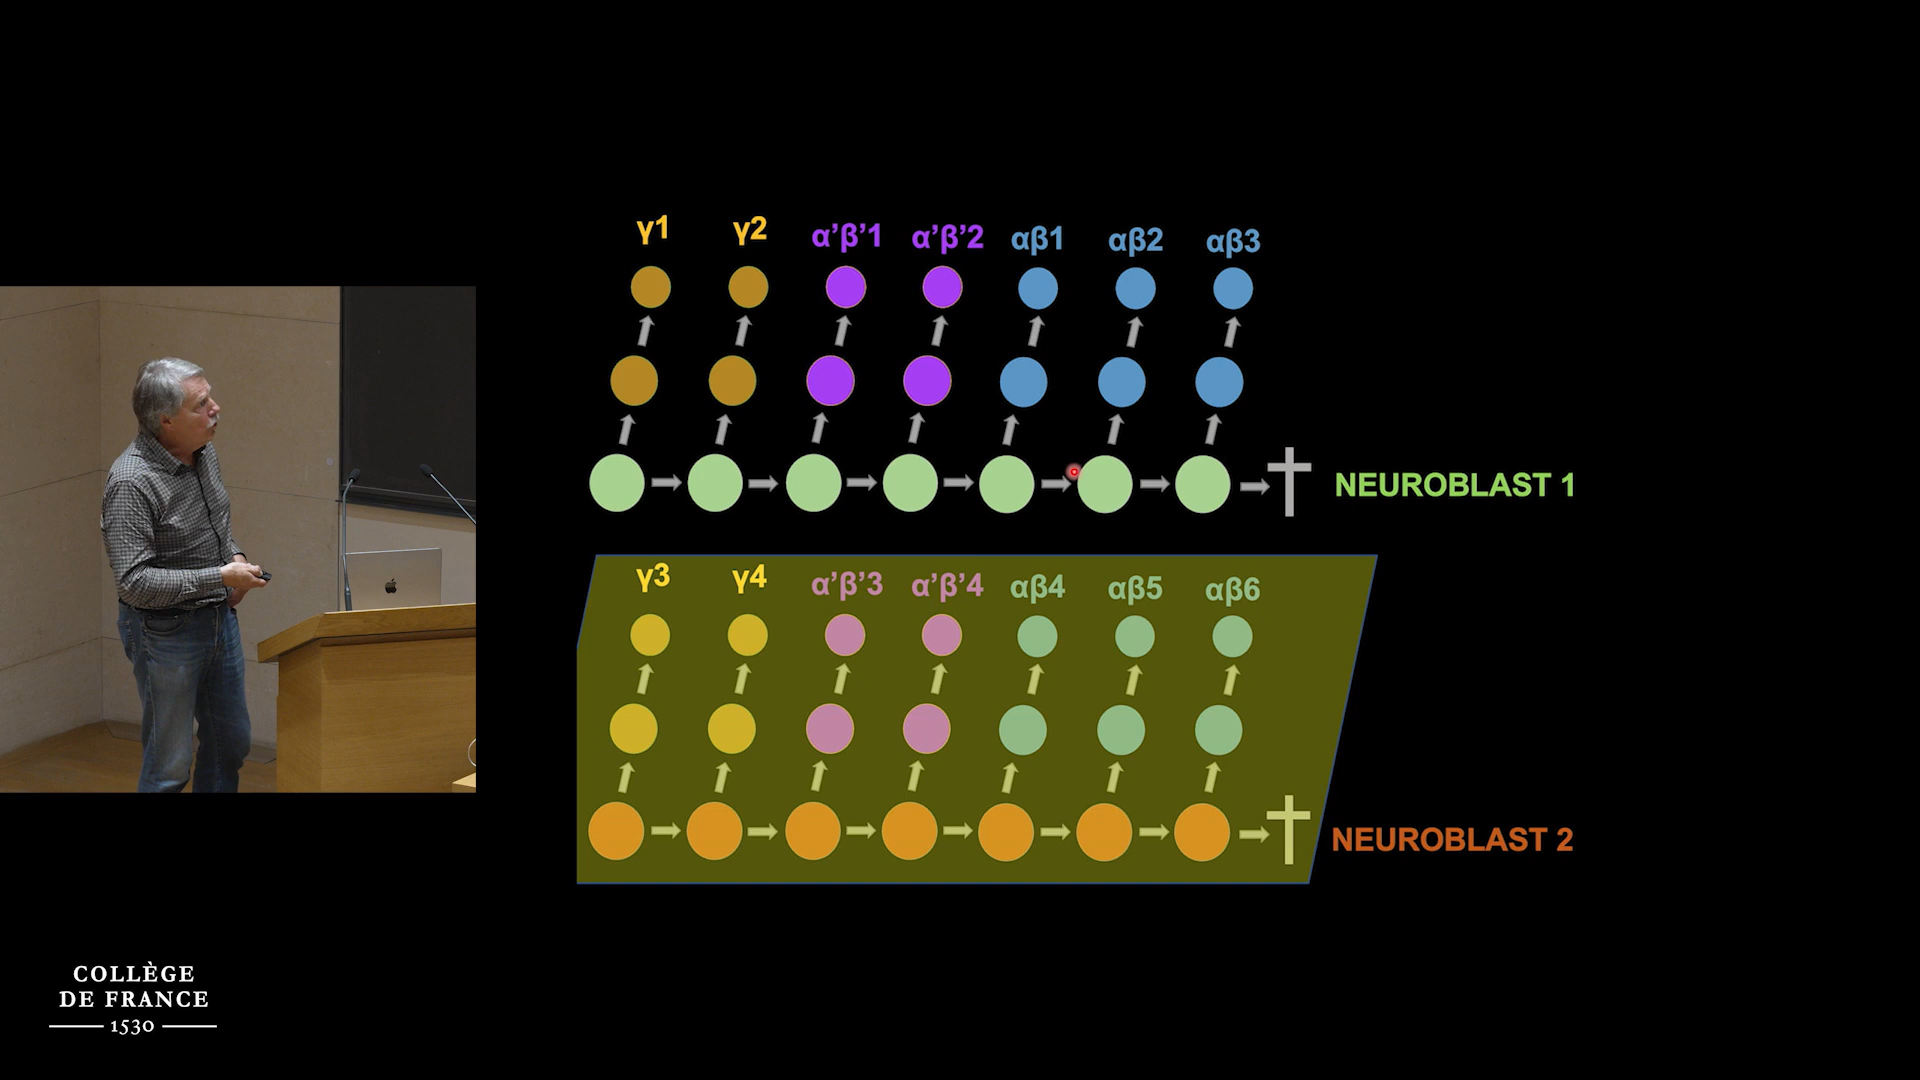 γ1 γ2 α’β’1 α’β’2 αβ1 αβ2 αβ3
NEUROBLAST 1
γ3 γ4 α’β’3 α’β’4 αβ4 αβ5 αβ6
NEUROBLAST 2
COLLÈGE
DE FRANCE
1530